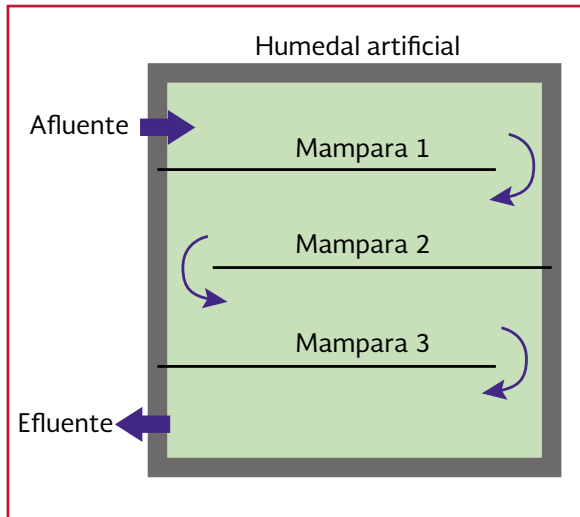 Humedal artificial
Afluente
Mampara 1
Mampara 2
Mampara 3
Efluente